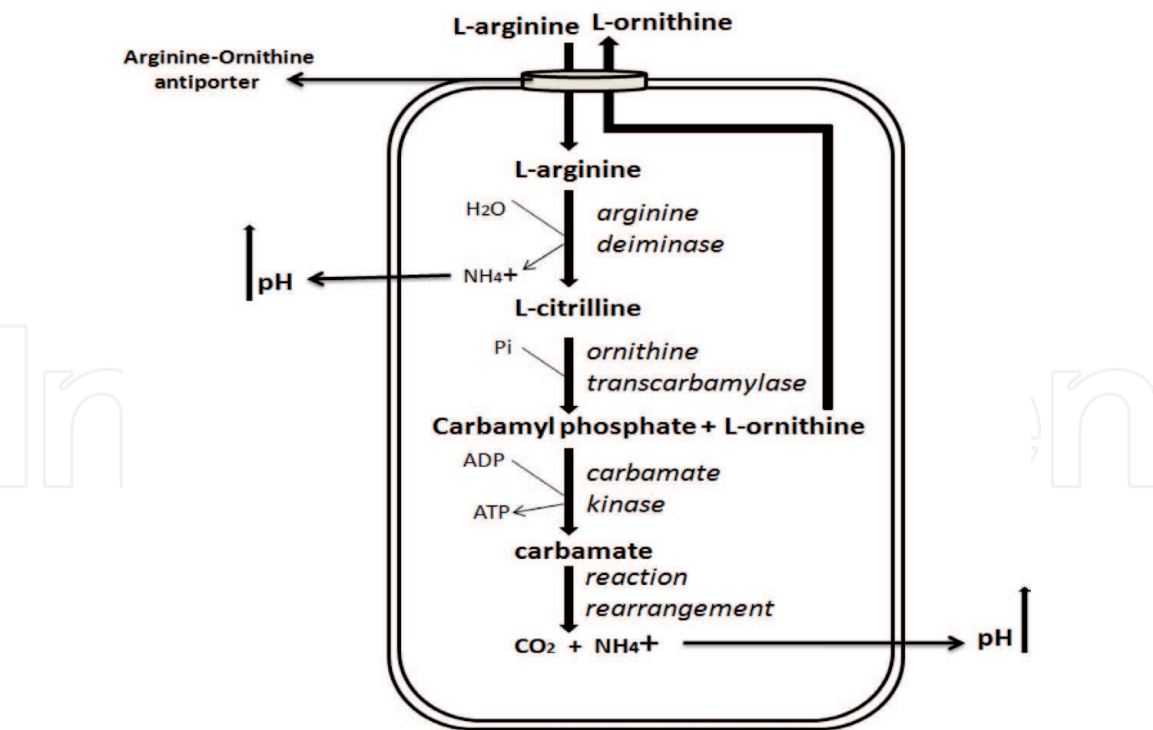 L-arginine L-ornithine
Arginine-Ornithine
antiporter
L-arginine
H₂O
arginine
deiminase
NH₄+
pH
L-citrilline
Pi
ornithine
transcarbamylase
Carbamyl phosphate + L-ornithine
ADP
carbamate
kinase
ATP
carbamate
reaction
rearrangement
CO₂ + NH₄+
pH